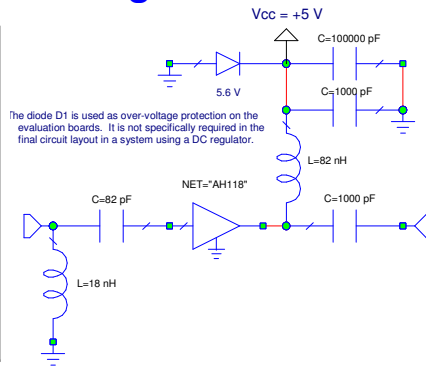 Vcc = +5 V
C=100000 pF
5.6 V
C=1000 pF
The diode D1 is used as over-voltage protection on the
evaluation boards. It is not specifically required in the
final circuit layout in a system using a DC regulator.
L=82 nH
NET="AH118"
C=82 pF
C=1000 pF
L=18 nH